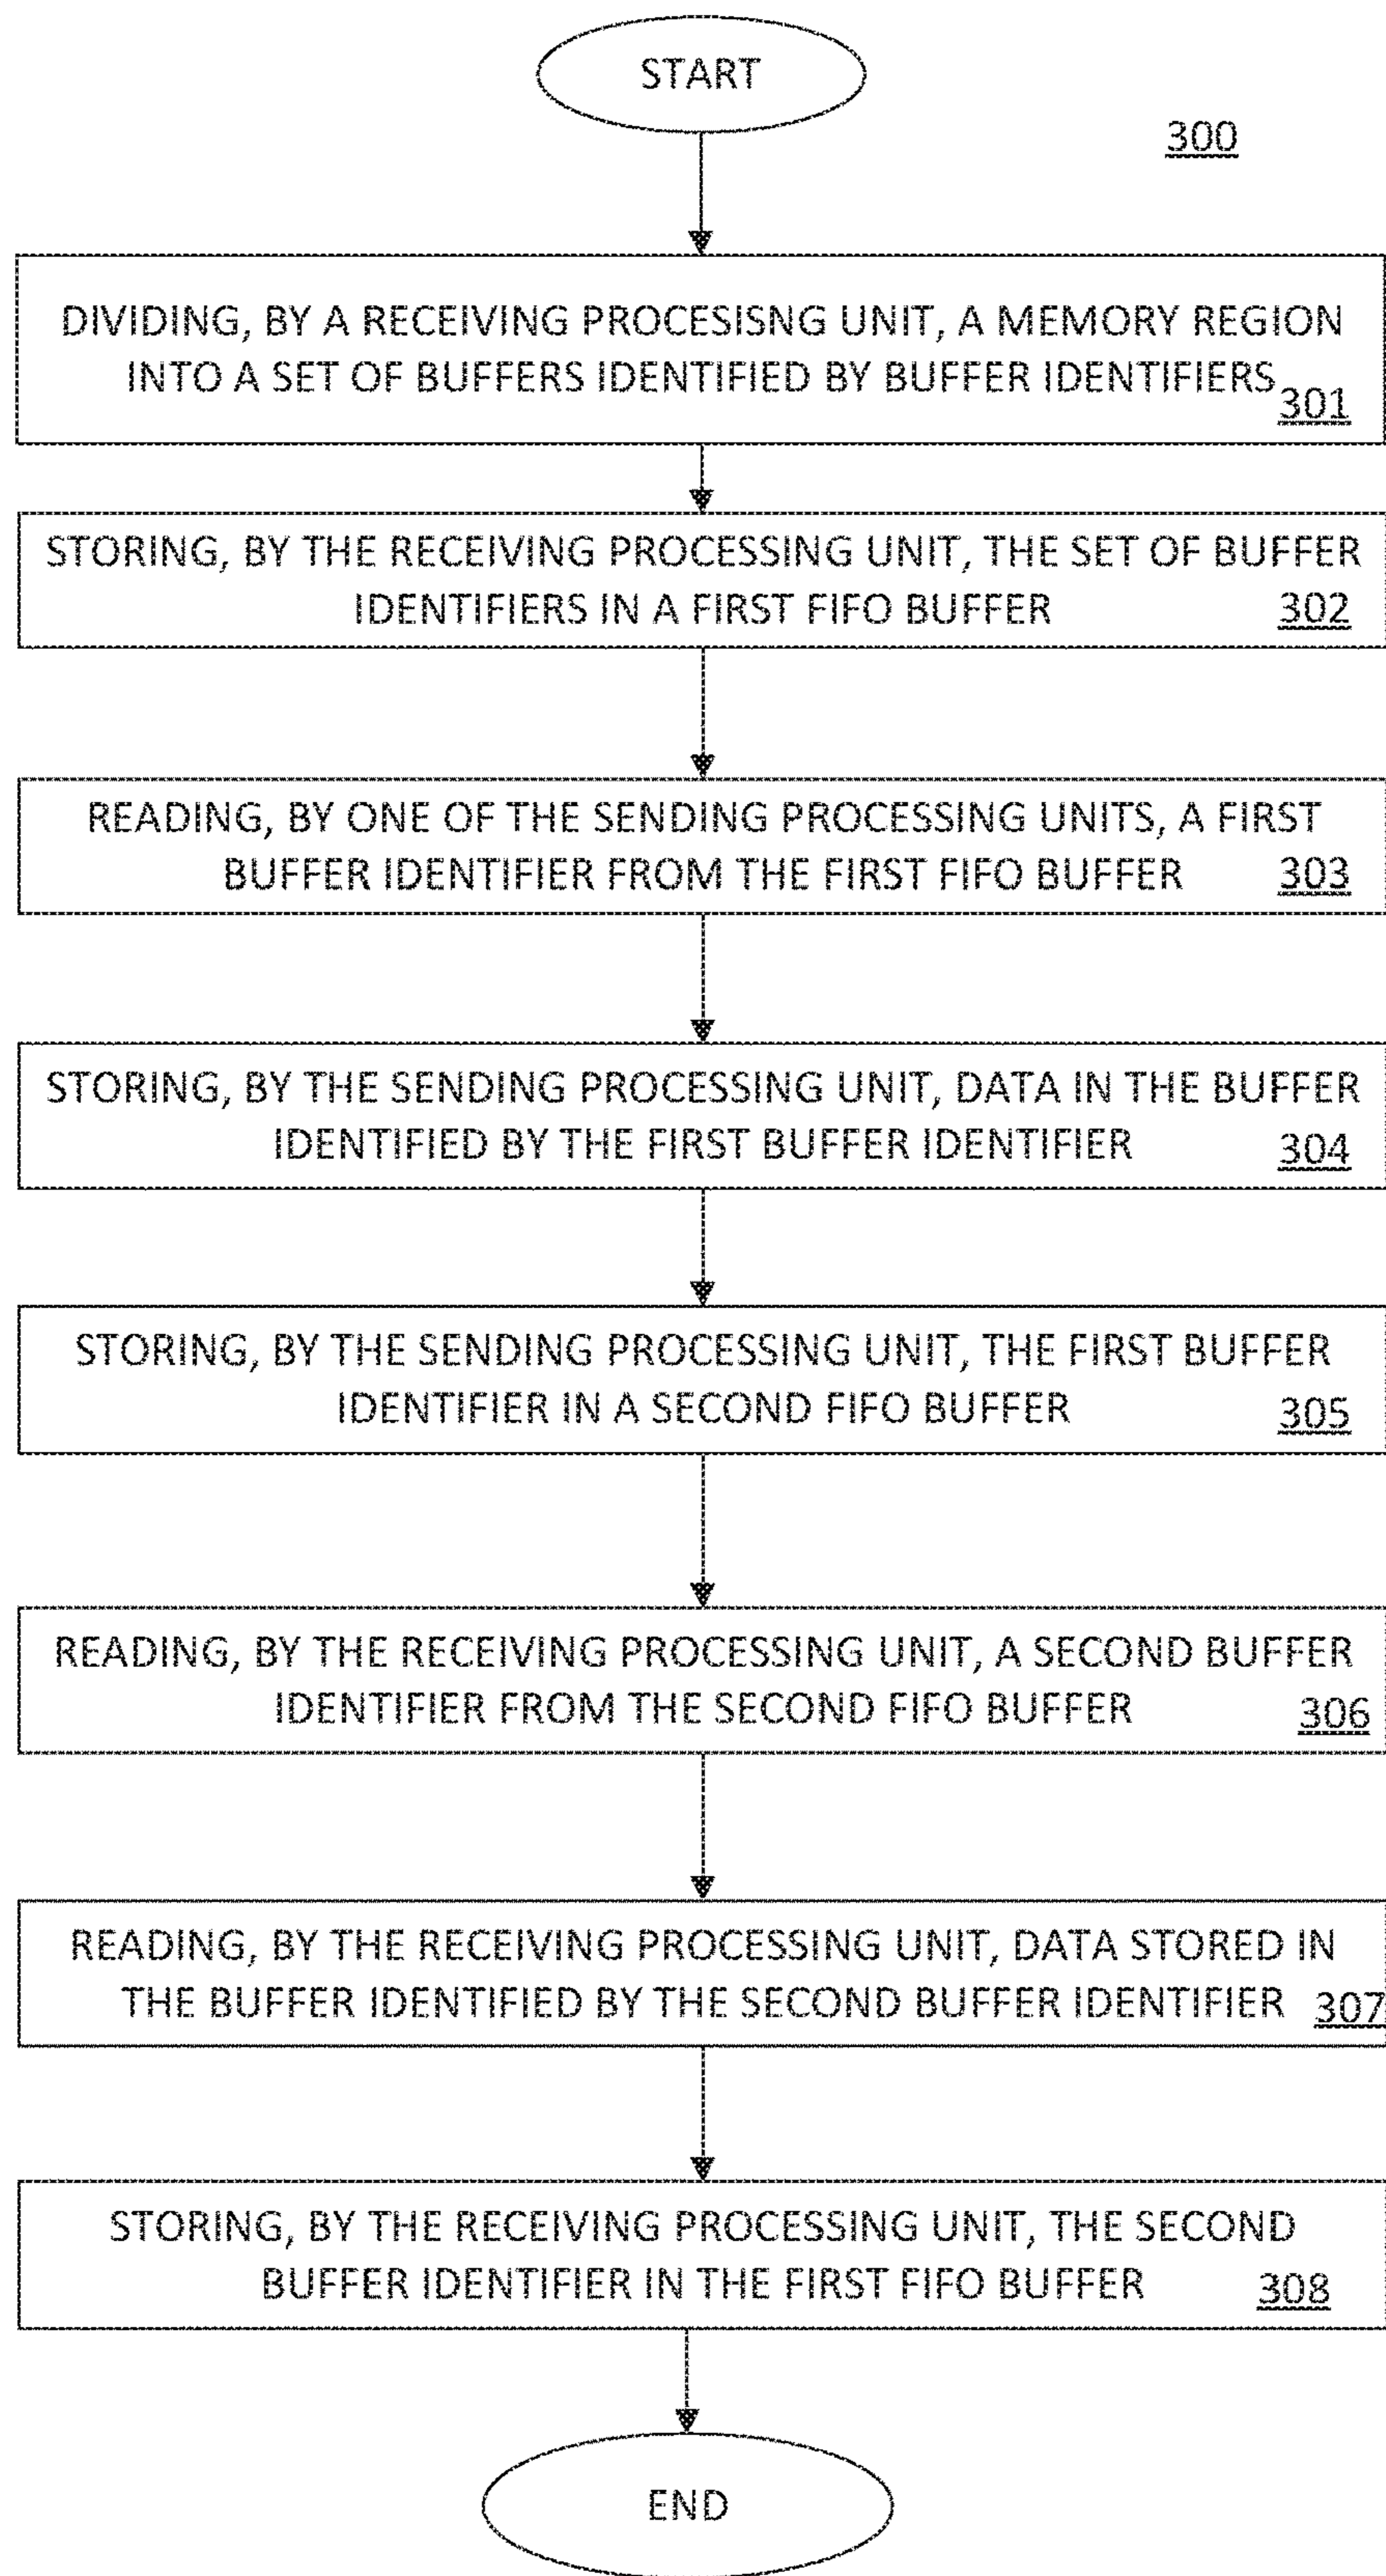 START
300
DIVIDING, BY A RECEIVING PROCESISNG UNIT, A MEMORY REGION
INTO A SET OF BUFFERS IDENTIFIED BY BUFFER IDENTIFIERS
301
STORING, BY THE RECEIVING PROCESSING UNIT, THE SET OF BUFFER
IDENTIFIERS IN A FIRST FIFO BUFFER 302
READING, BY ONE OF THE SENDING PROCESSING UNITS, A FIRST
BUFFER IDENTIFIER FROM THE FIRST FIFO BUFFER 303
STORING, BY THE SENDING PROCESSING UNIT, DATA IN THE BUFFER
IDENTIFIED BY THE FIRST BUFFER IDENTIFIER 304
STORING, BY THE SENDING PROCESSING UNIT, THE FIRST BUFFER
IDENTIFIER IN A SECOND FIFO BUFFER 305
READING, BY THE RECEIVING PROCESSING UNIT, A SECOND BUFFER
IDENTIFIER FROM THE SECOND FIFO BUFFER 306
READING, BY THE RECEIVING PROCESSING UNIT, DATA STORED IN
THE BUFFER IDENTIFIED BY THE SECOND BUFFER IDENTIFIER 307
STORING, BY THE RECEIVING PROCESSING UNIT, THE SECOND
BUFFER IDENTIFIER IN THE FIRST FIFO BUFFER 308
END